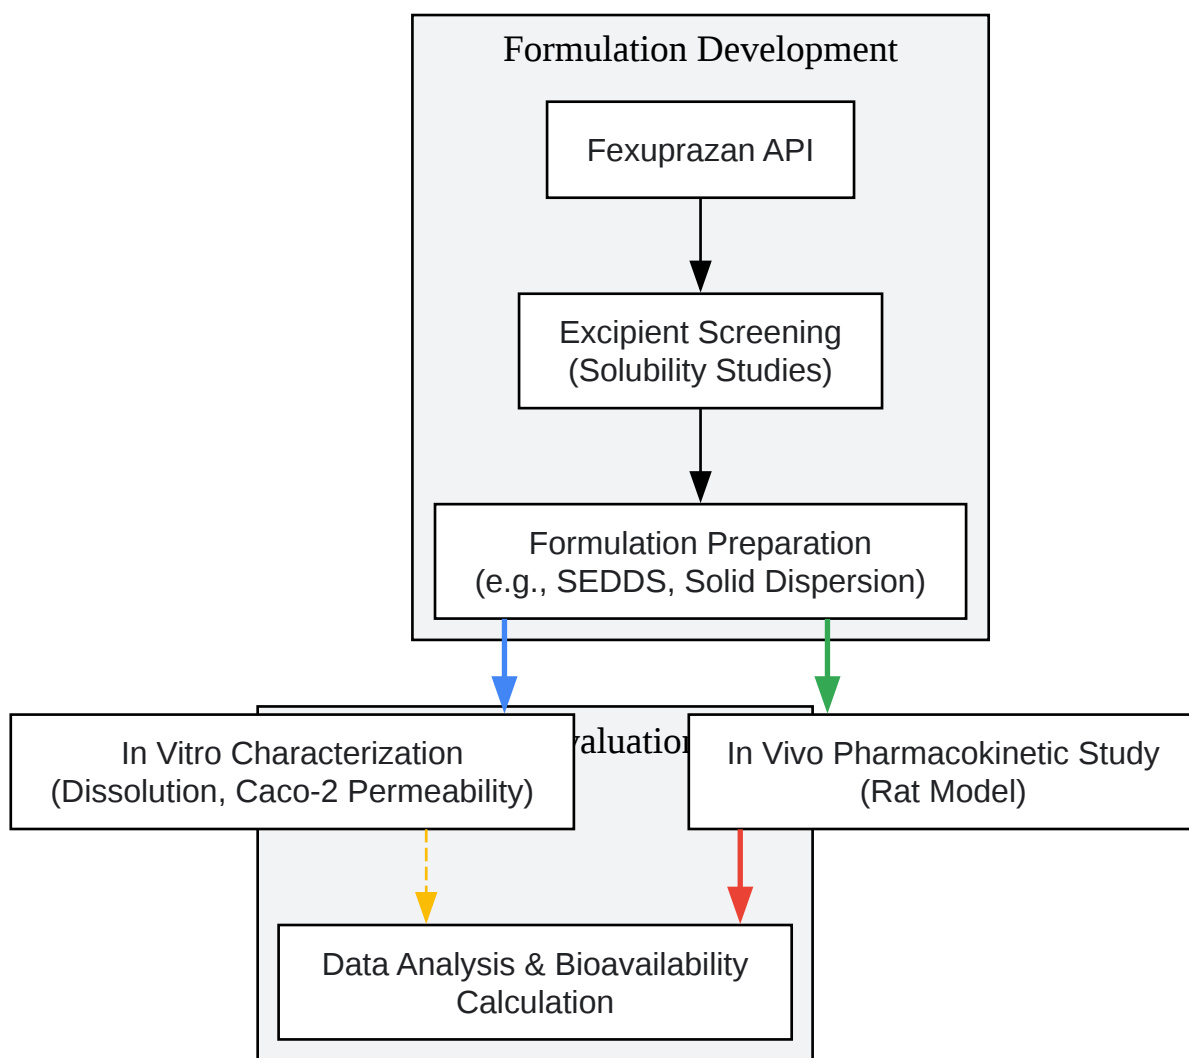 Formulation Development
Fexuprazan API
Excipient Screening
(Solubility Studies)
Formulation Preparation
(e.g., SEDDS, Solid Dispersion)
In Vitro Characterization
(Dissolution, Caco-2 Permeability)
In Vivo Pharmacokinetic Study
(Rat Model)
Data Analysis & Bioavailability
Calculation